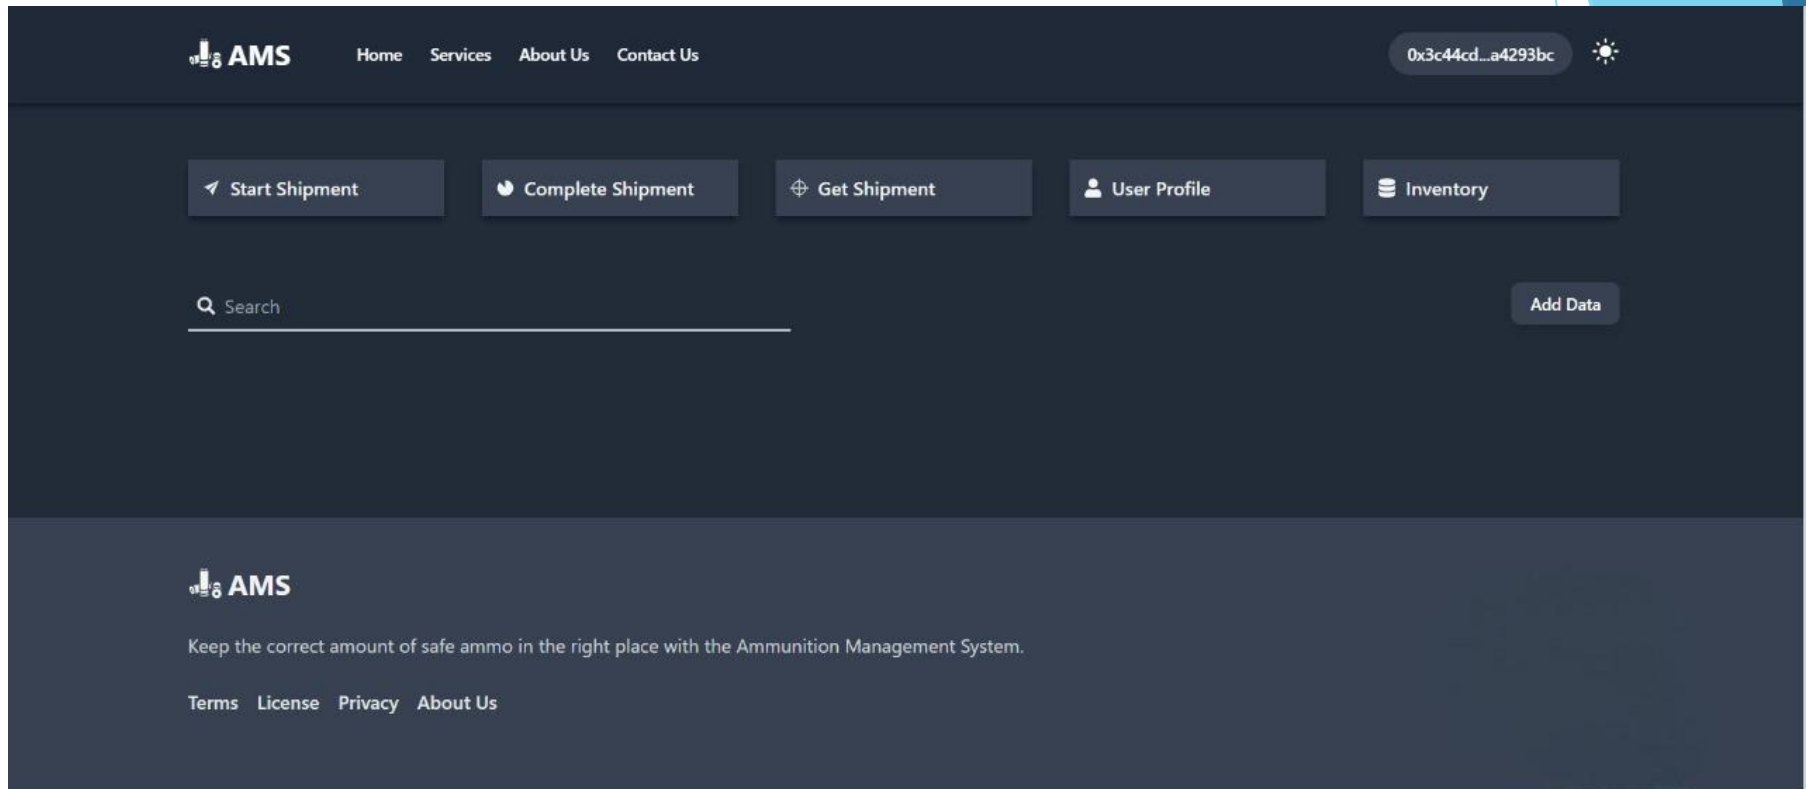 AMS Home Services About Us Contact Us 0x3c44cd...a4293bc
Start Shipment Complete Shipment Get Shipment User Profile Inventory
Search Add Data
AMS
Keep the correct amount of safe ammo in the right place with the Ammunition Management System.
Terms License Privacy About Us